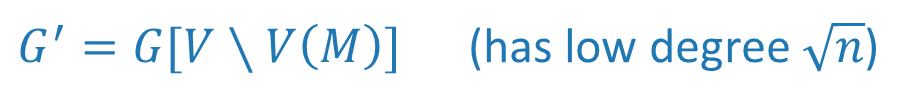 G′ = G[V \ V(M)] (has low degree √n)